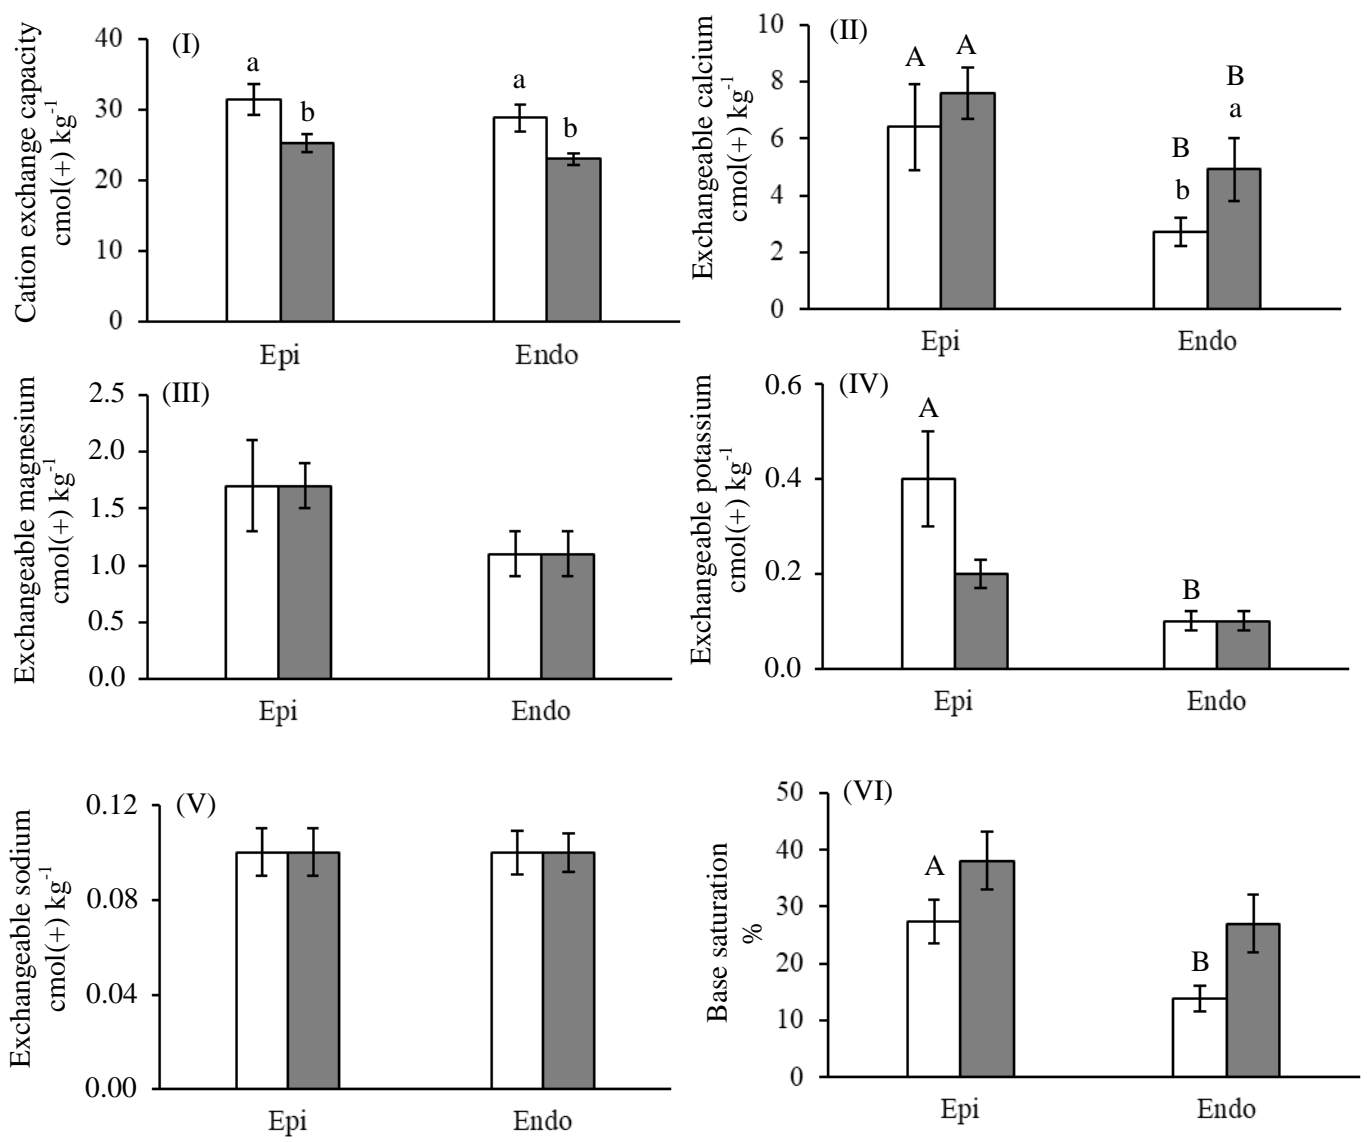 Cation exchange capacity
cmol(+) kg-1
40
30
20
10
0
(I)
a
b
a
b
Epi
Endo
Exchangeable calcium
cmol(+) kg-1
10
8
6
4
2
0
(II)
A
A
B
b
B
a
Epi
Endo
Exchangeable magnesium
cmol(+) kg-1
2.5
2.0
1.5
1.0
0.5
0.0
(III)
Epi
Endo
Exchangeable potassium
cmol(+) kg-1
0.6
0.4
0.2
0.0
(IV)
A
B
Epi
Endo
Exchangeable sodium
cmol(+) kg-1
0.12
0.08
0.04
0.00
(V)
Epi
Endo
Base saturation
%
50
40
30
20
10
0
(VI)
A
B
Epi
Endo